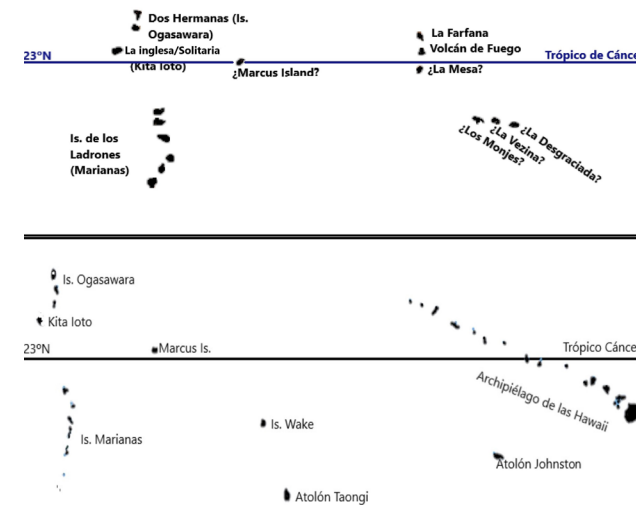 Dos Hermanas (Is.
Ogasawara)
La inglesa/Solitaria
(Kita Ioto)
23ºN
¿Marcus Island?
La Farfana
Volcán de Fuego
¿La Mesa?
Trópico de Cánce
Is. de los
Ladrones
(Marianas)
¿Los Monjes?
¿La Vezina?
¿La Desgraciada?
Is. Ogasawara
Kita Ioto
23ºN
Marcus Is.
Trópico Cánce
Archipiélago de las Hawaii
Is. Marianas
Is. Wake
Atolón Johnston
Atolón Taongi